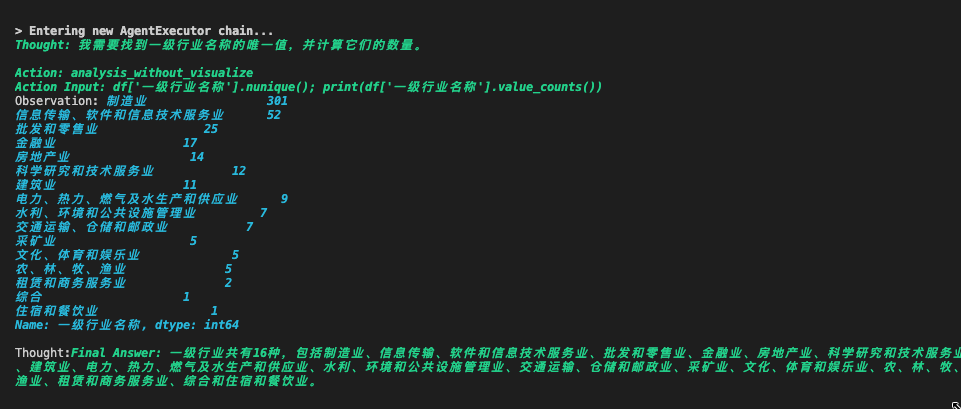 > Entering new AgentExecutor chain...
Thought: 我需要找到一级行业名称的唯一值，并计算它们的数量。
Action: analysis_without_visualize
Action Input: df['一级行业名称'].nunique(); print(df['一级行业名称'].value_counts())
Observation: 制造业 301
信息传输、软件和信息技术服务业 52
批发和零售业 25
金融业 17
房地产业 14
科学研究和技术服务业 12
建筑业 11
电力、热力、燃气及水生产和供应业 9
水利、环境和公共设施管理业 7
交通运输、仓储和邮政业 7
采矿业 5
文化、体育和娱乐业 5
农、林、牧、渔业 5
租赁和商务服务业 2
综合 1
住宿和餐饮业 1
Name: 一级行业名称, dtype: int64
Thought:Final Answer: 一级行业共有16种，包括制造业、信息传输、软件和信息技术服务业、批发和零售业、金融业、房地产业、科学研究和技术服务业
、建筑业、电力、热力、燃气及水生产和供应业、水利、环境和公共设施管理业、交通运输、仓储和邮政业、采矿业、文化、体育和娱乐业、农、林、牧、
渔业、租赁和商务服务业、综合和住宿和餐饮业。